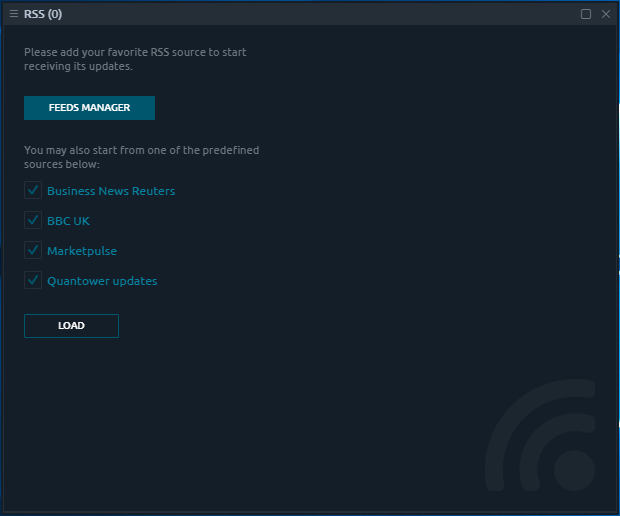 RSS (0)
Please add your favorite RSS source to start
receiving its updates.
FEEDS MANAGER
You may also start from one of the predefined
sources below:
Business News Reuters
BBC UK
Marketpulse
Quantower updates
LOAD